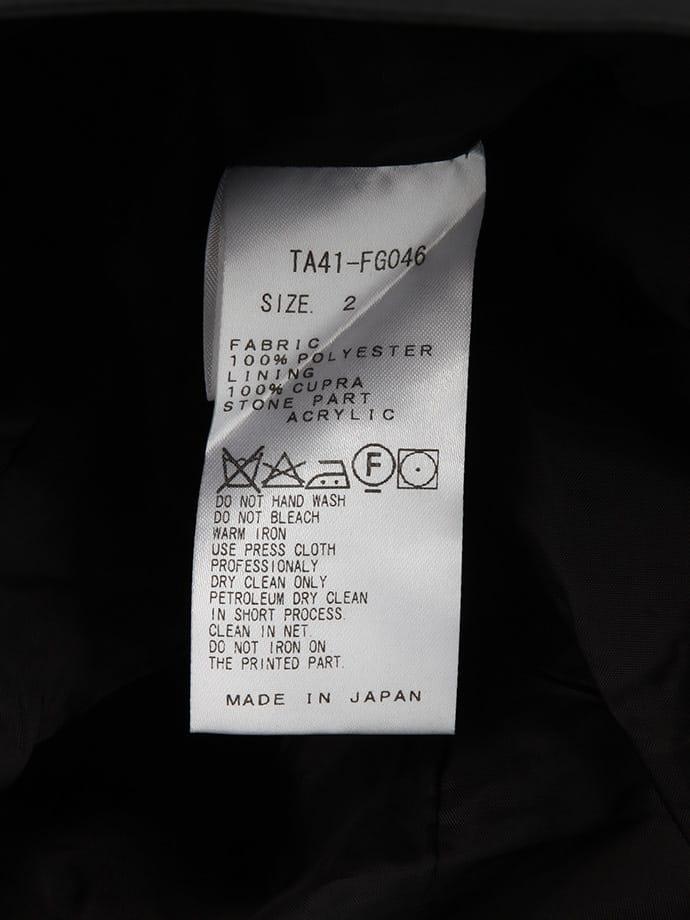 TA41-FG046
SIZE. 2
FABRIC
100% POLYESTER
LINING
100% CUPRA
STONE PART
ACRYLIC
F
DO NOT HAND WASH
DO NOT BLEACH
WARM IRON
USE PRESS CLOTH
PROFESSIONALY
DRY CLEAN ONLY
PETROLEUM DRY CLEAN
IN SHORT PROCESS.
CLEAN IN NET.
DO NOT IRON ON
THE PRINTED PART.
MADE IN JAPAN